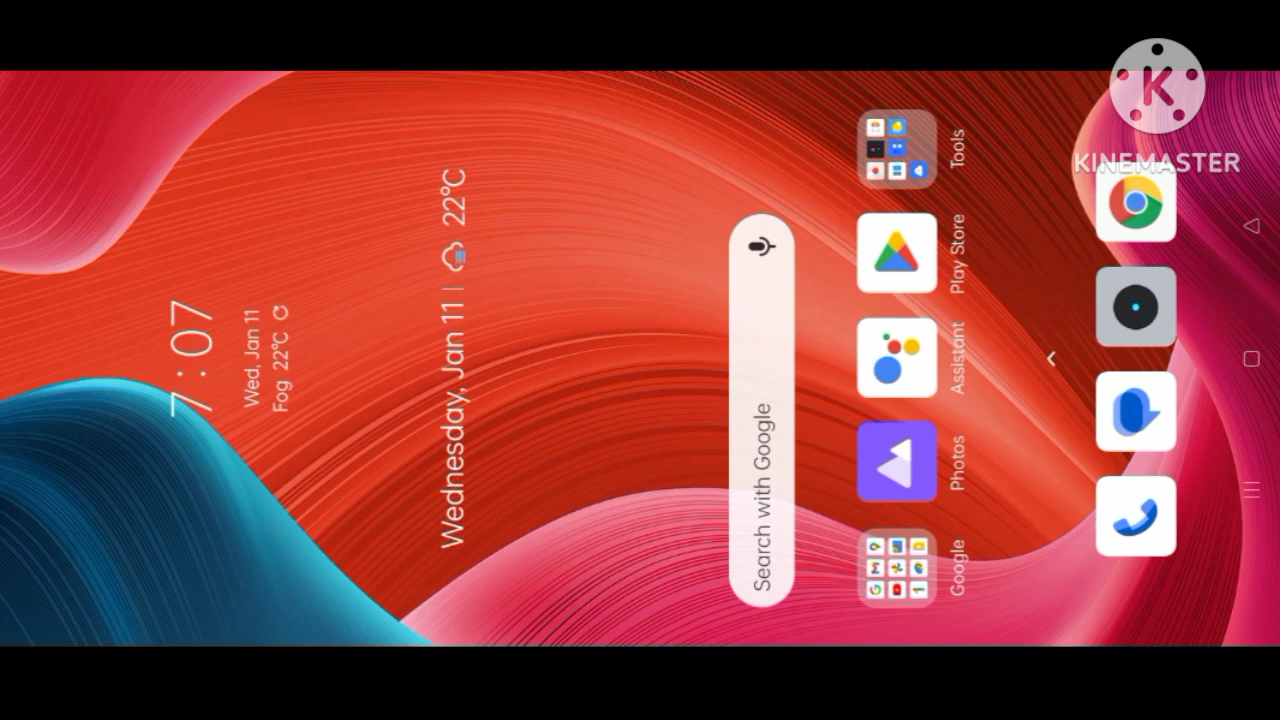 7:07
Wed, Jan 11
Fog 22°C
Wednesday, Jan 11 | 22°C
Search with Google
Google
Photos
Assistant
Play Store
Tools
K
KINEMASTER